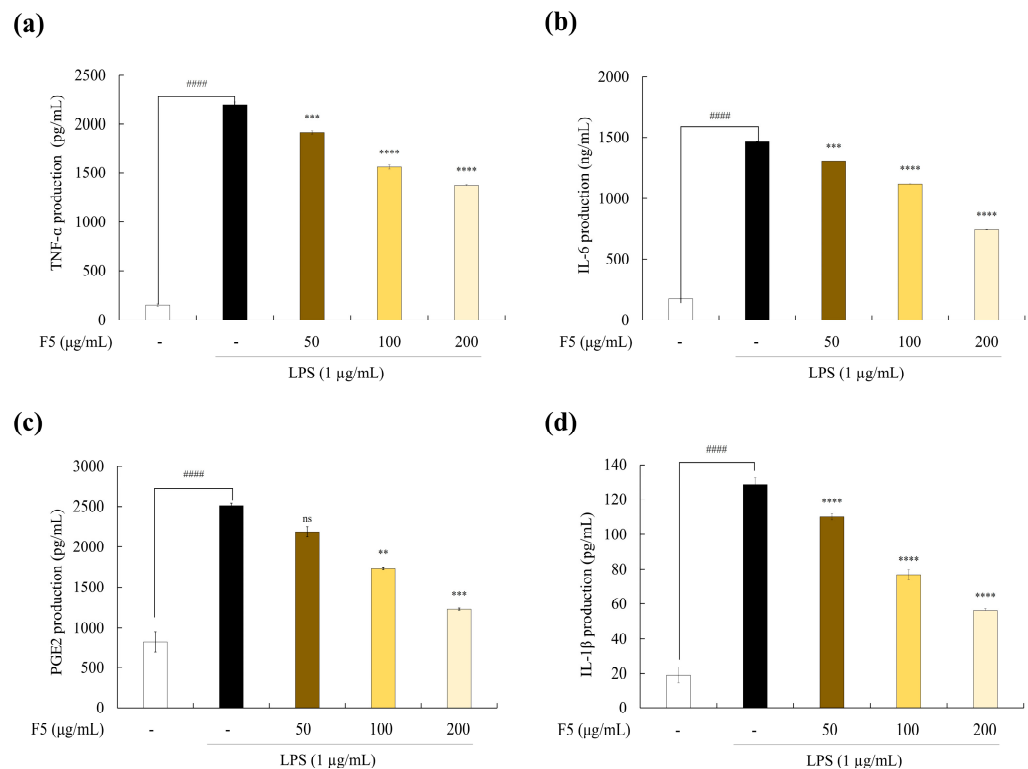 (a)
TNF-α production (pg/mL)
2500
2000
1500
1000
500
0
####
***
****
****
F5 (μg/mL)
- - 50 100 200
LPS (1 μg/mL)
(b)
IL-6 production (ng/mL)
2000
1500
1000
500
0
####
***
****
****
- - 50 100 200
LPS (1 μg/mL)
(c)
PGE2 production (pg/mL)
3000
2500
2000
1500
1000
500
0
####
ns
**
***
F5 (μg/mL)
- - 50 100 200
LPS (1 μg/mL)
(d)
IL-1β production (pg/mL)
140
120
100
80
60
40
20
0
####
****
****
****
F5 (μg/mL)
- - 50 100 200
LPS (1 μg/mL)